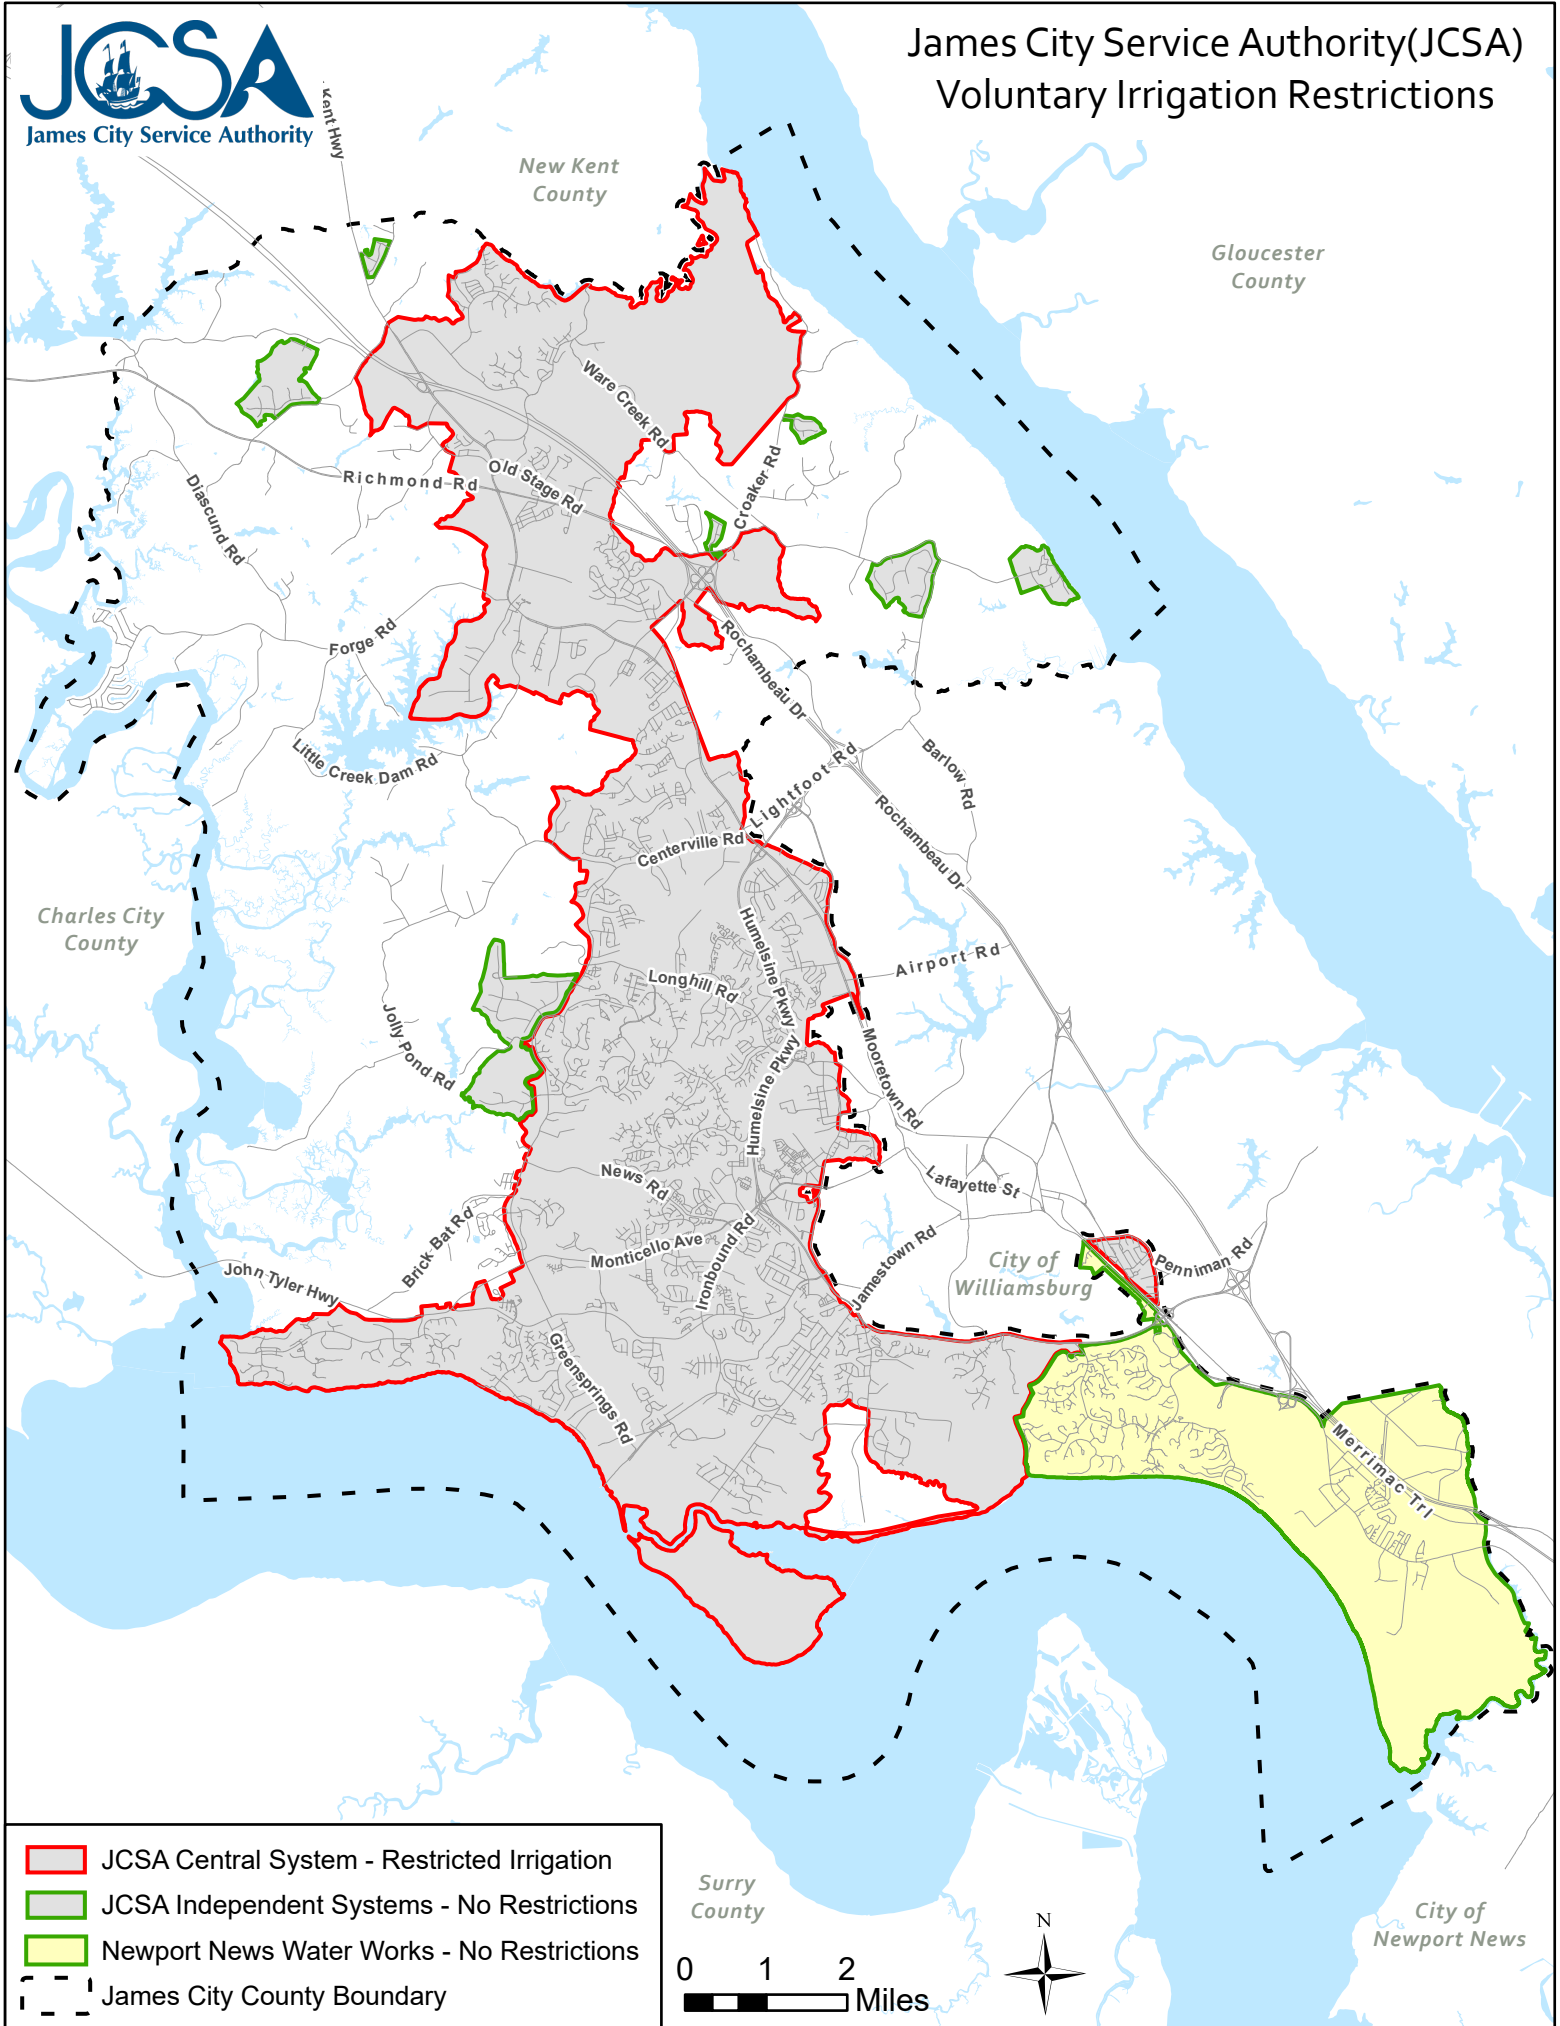 JCSA
James City Service Authority
James City Service Authority(JCSA)
Voluntary Irrigation Restrictions
Kent Hwy
New Kent
County
Gloucester
County
Ware Creek Rd
Croaker Rd
Old Stage Rd
Richmond Rd
Diascund Rd
Forge Rd
Rochambeau Dr
Little Creek Dam Rd
Lightfoot Rd
Barlow Rd
Rochambeau Dr
Centerville Rd
Charles City
County
Humelsine Pkwy
Airport Rd
Longhill Rd
Jolly Pond Rd
Humelsine Pkwy
Mooretown Rd
News Rd
Lafayette St
Brick Bat Rd
Monticello Ave
Ironbound Rd
Jamestown Rd
City of
Williamsburg
Penniman Rd
John Tyler Hwy
Greensprings Rd
Merrimac Trl
JCSA Central System - Restricted Irrigation
JCSA Independent Systems - No Restrictions
Newport News Water Works - No Restrictions
James City County Boundary
Surry
County
0 1 2
Miles
N
City of
Newport News